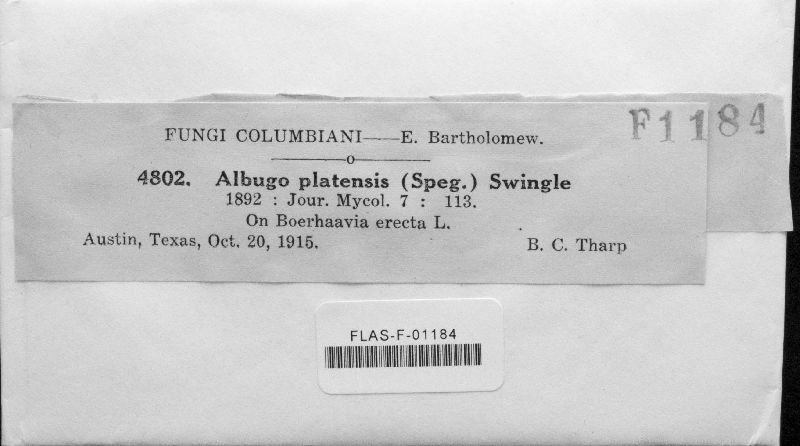 F1184
FUNGI COLUMBIANI—E. Bartholomew.
4802. Albugo platensis (Speg.) Swingle
1892 : Jour. Mycol. 7 : 113.
On Boerhaavia erecta L.
Austin, Texas, Oct. 20, 1915. B. C. Tharp
FLAS-F-01184